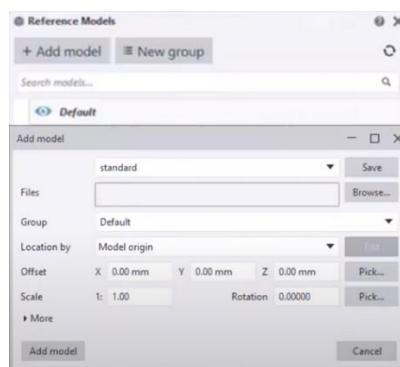 Reference Models
+ Add model New group
Search models...
Default
Add model
standard Save
Files Browse...
Group Default
Location by Model origin
Offset X 0.00 mm Y 0.00 mm Z 0.00 mm Pick...
Scale 1: 1.00 Rotation 0.00000 Pick...
More
Add model Cancel